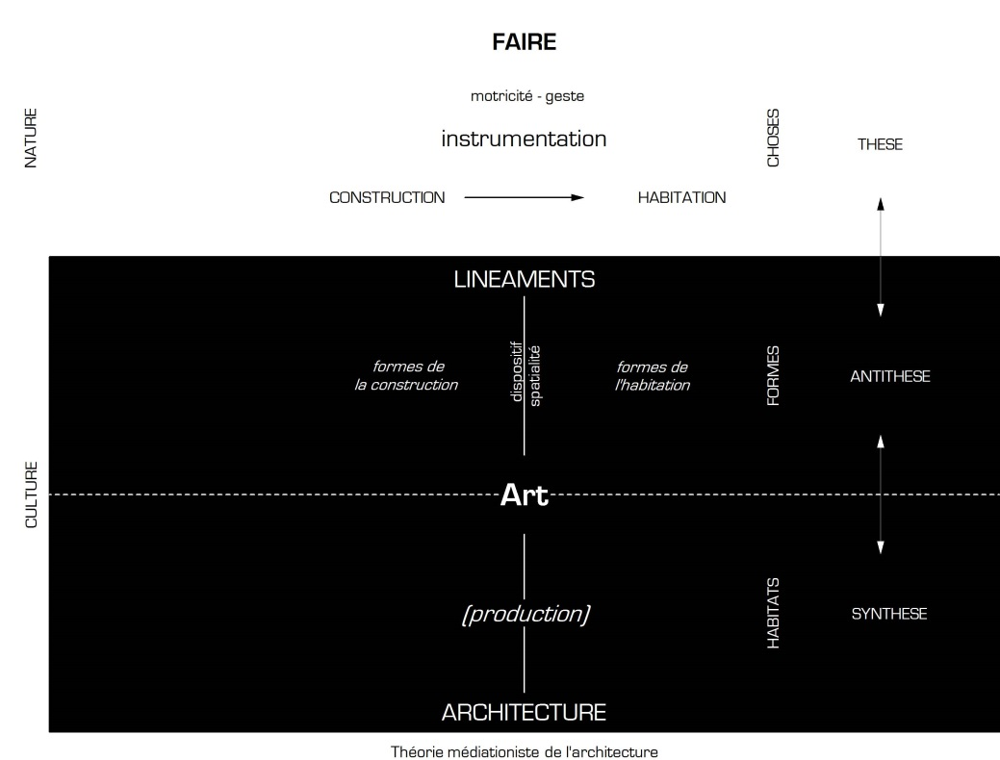 FAIRE
motricité - geste
instrumentation
NATURE
CHOSES
THESE
CONSTRUCTION
HABITATION
LINEAMENTS
formes de
la construction
dispositif
spatialité
formes de
l'habitation
FORMES
ANTITHESE
CULTURE
Art
(production)
HABITATS
SYNTHESE
ARCHITECTURE
Théorie médiationiste de l'architecture